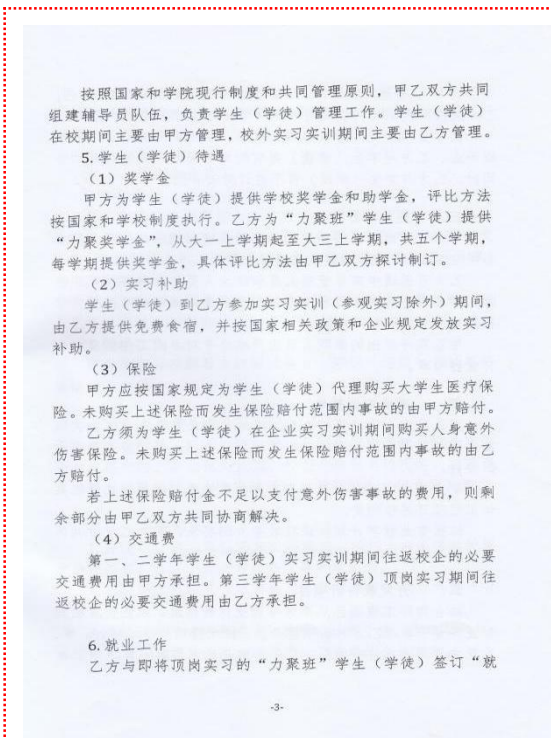 按照国家和学院现行制度和共同管理原则，甲乙双方共同
组建辅导员队伍，负责学生（学徒）管理工作。学生（学徒）
在校期间主要由甲方管理，校外实习实训期间主要由乙方管理。
5.学生（学徒）待遇
（1）奖学金
甲方为学生（学徒）提供学校奖学金和助学金，评比方法
按国家和学校制度执行。乙方为“力聚班”学生（学徒）提供
“力聚奖学金”，从大一上学期起至大三上学期，共五个学期，
每学期提供奖学金，具体评比方法由甲乙双方探讨制订。
（2）实习补助
学生（学徒）到乙方参加实习实训（参观实习除外）期间，
由乙方提供免费食宿，并按国家相关政策和企业规定发放实习
补助。
（3）保险
甲方应按国家规定为学生（学徒）代理购买大学生医疗保
险。未购买上述保险而发生保险赔付范围内事故的由甲方赔付。
乙方须为学生（学徒）在企业实习实训期间购买人身意外
伤害保险。未购买上述保险而发生保险赔付范围内事故的由乙
方赔付。
若上述保险赔付金不足以支付意外伤害事故的费用，则剩
余部分由甲乙双方共同协商解决。
（4）交通费
第一、二学年学生（学徒）实习实训期间往返校企的必要
交通费用由甲方承担。第三学年学生（学徒）顶岗实习期间往
返校企的必要交通费用由乙方承担。
6.就业工作
乙方与即将顶岗实习的“力聚班”学生（学徒）签订“就
-3-